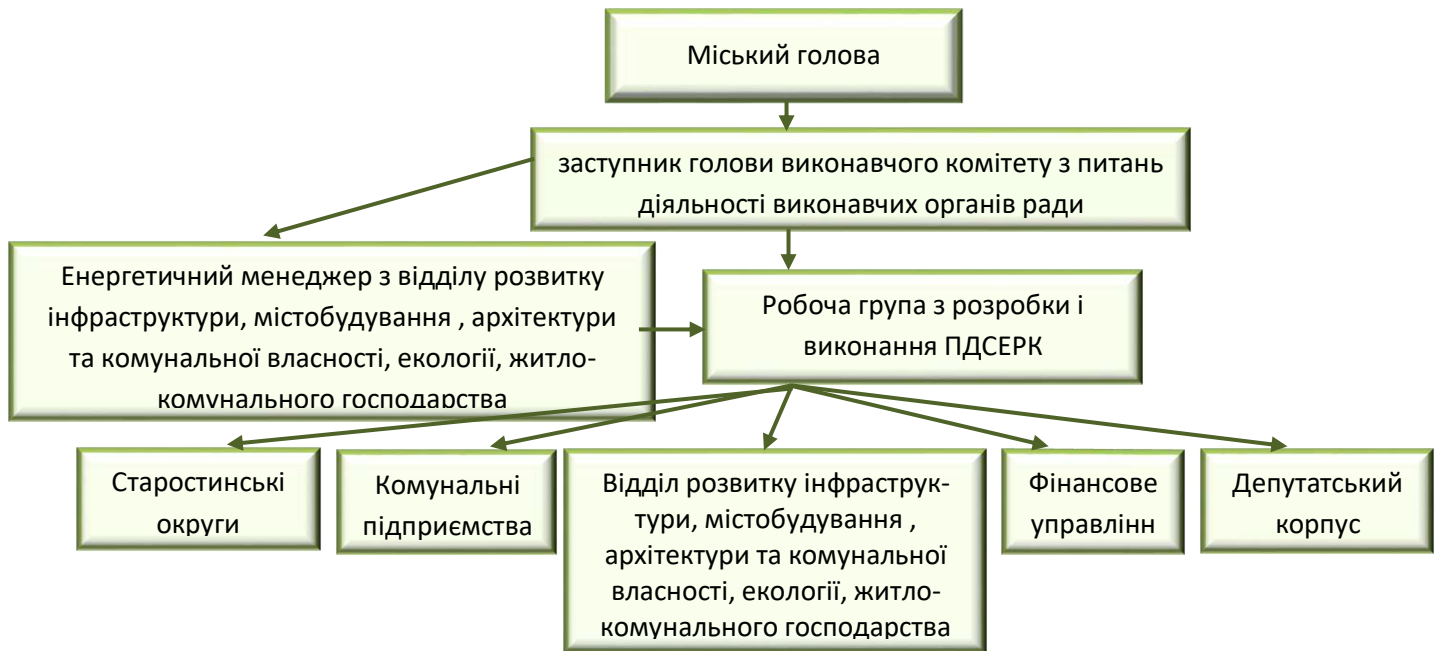 Міський голова
заступник голови виконавчого комітету з питань
діяльності виконавчих органів ради
Енергетичний менеджер з відділу розвитку
інфраструктури, містобудування , архітектури
та комунальної власності, екології, житло-
комунального господарства
Робоча група з розробки і
виконання ПДСЕРК
Старостинські
округи
Комунальні
підприємства
Відділ розвитку інфраструк-
тури, містобудування ,
архітектури та комунальної
власності, екології, житло-
комунального господарства
Фінансове
управлінн
Депутатський
корпус